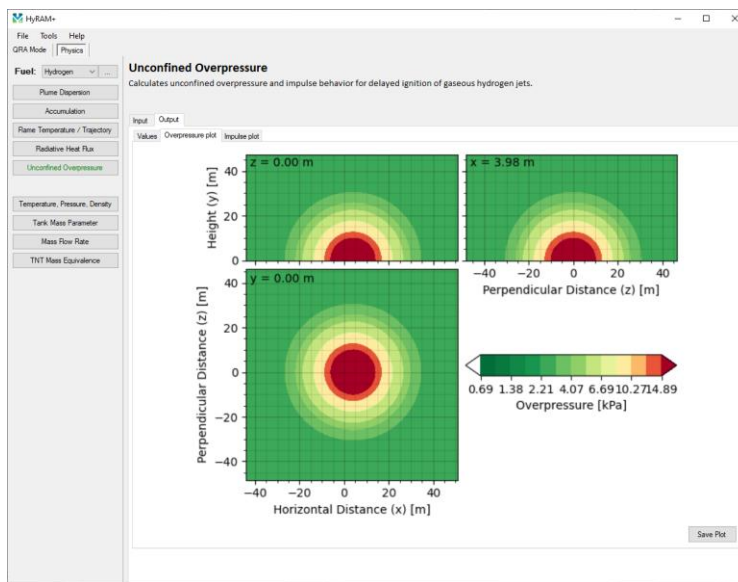 HyRAM+
File Tools Help
QRA Mode Physics
Fuel: Hydrogen ...
Plume Dispersion
Accumulation
Flame Temperature / Trajectory
Radiative Heat Flux
Unconfined Overpressure
Temperature, Pressure, Density
Tank Mass Parameter
Mass Flow Rate
TNT Mass Equivalence
Unconfined Overpressure
Calculates unconfined overpressure and impulse behavior for delayed ignition of gaseous hydrogen jets.
Input Output
Values Overpressure plot Impulse plot
z = 0.00 m
40
20
0
Height (y) [m]
x = 3.98 m
−40 −20 0 20 40
Perpendicular Distance (z) [m]
y = 0.00 m
40
20
0
−20
−40
Perpendicular Distance (z) [m]
−40 −20 0 20 40
Horizontal Distance (x) [m]
0.69 1.38 2.21 4.07 6.69 10.27 14.89
Overpressure [kPa]
Save Plot